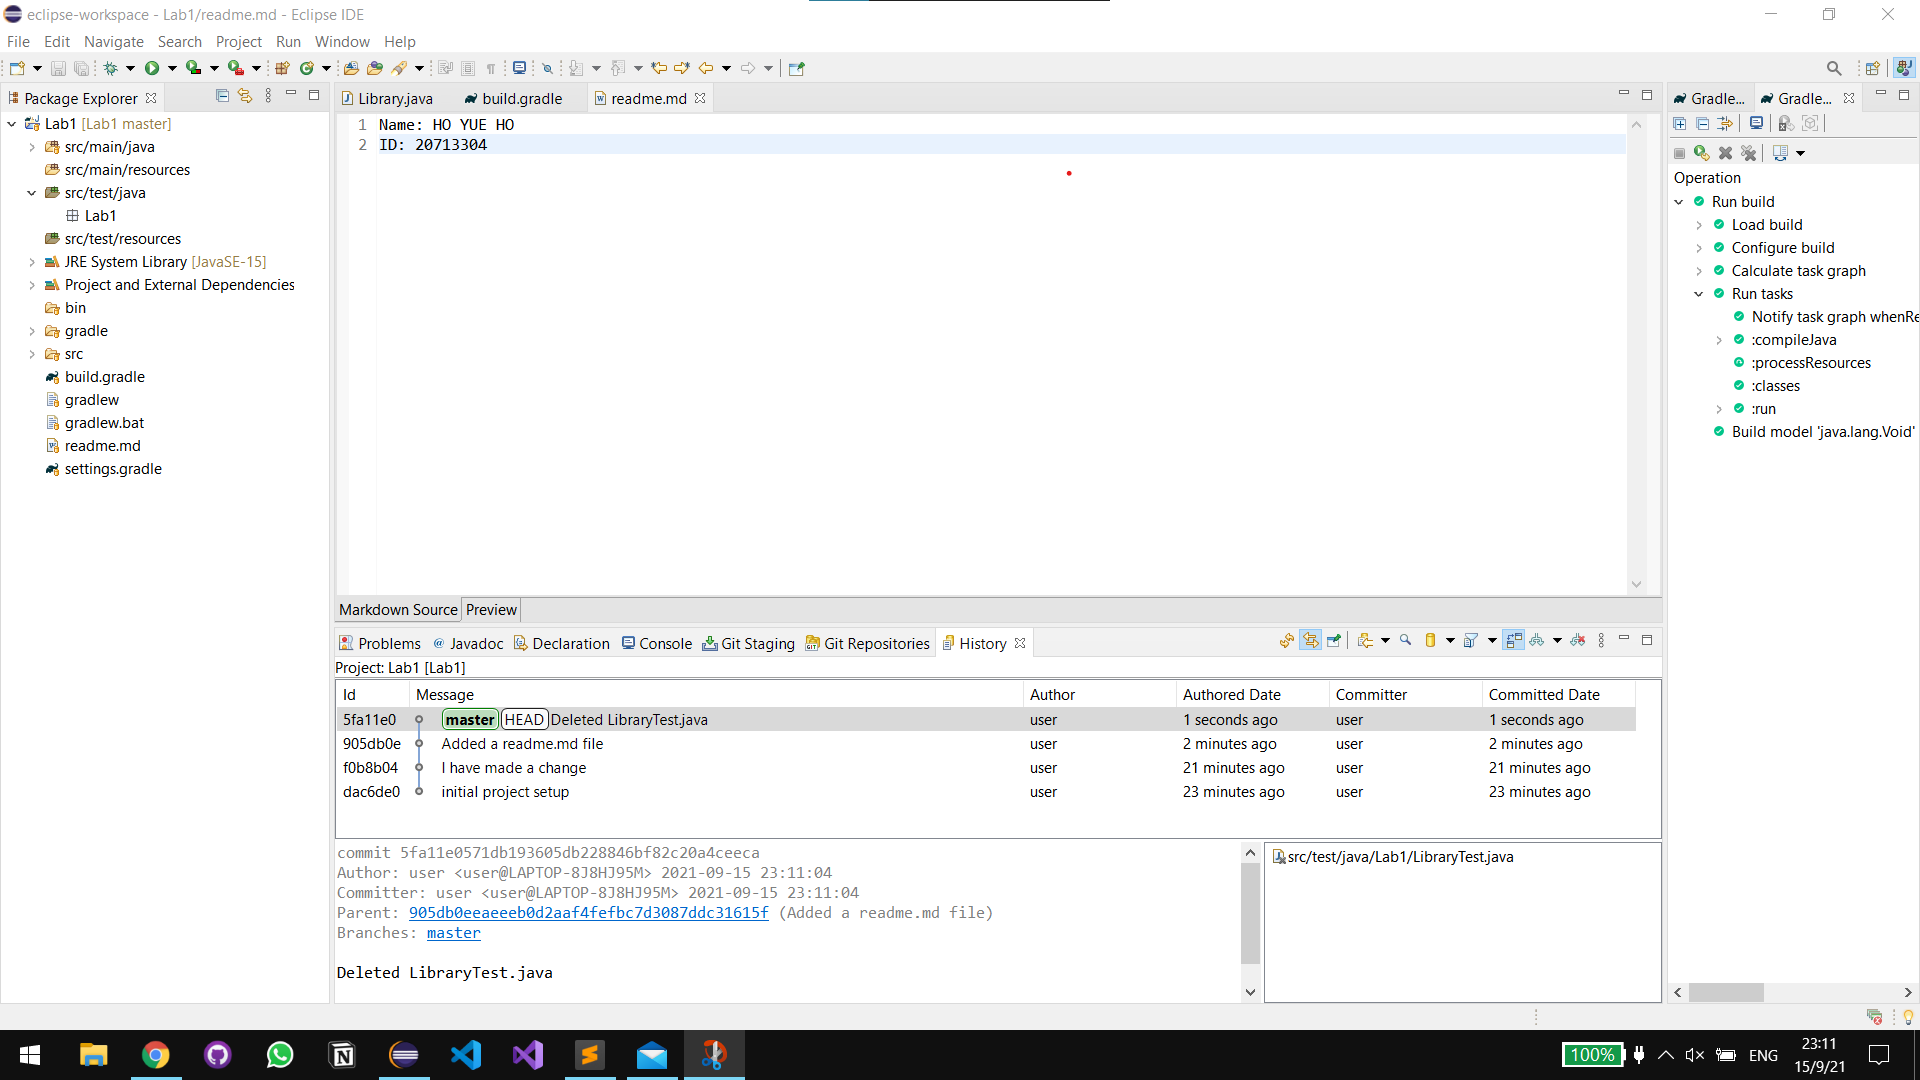 eclipse-workspace - Lab1/readme.md - Eclipse IDE
File Edit Navigate Search Project Run Window Help
Package Explorer
Lab1 [Lab1 master]
src/main/java
src/main/resources
src/test/java
Lab1
src/test/resources
JRE System Library [JavaSE-15]
Project and External Dependencies
bin
gradle
src
build.gradle
gradlew
gradlew.bat
readme.md
settings.gradle
Library.java build.gradle readme.md
1 Name: HO YUE HO
2 ID: 20713304
Markdown Source Preview
Problems Javadoc Declaration Console Git Staging Git Repositories History
Project: Lab1 [Lab1]
Id Message Author Authored Date Committer Committed Date
5fa11e0 master HEAD Deleted LibraryTest.java user 1 seconds ago user 1 seconds ago
905db0e Added a readme.md file user 2 minutes ago user 2 minutes ago
f0b8b04 I have made a change user 21 minutes ago user 21 minutes ago
dac6de0 initial project setup user 23 minutes ago user 23 minutes ago
commit 5fa11e0571db193605db228846bf82c20a4ceeca
Author: user <user@LAPTOP-8J8HJ95M> 2021-09-15 23:11:04
Committer: user <user@LAPTOP-8J8HJ95M> 2021-09-15 23:11:04
Parent: 905db0eeaeeeb0d2aaf4fefbc7d3087ddc31615f (Added a readme.md file)
Branches: master
Deleted LibraryTest.java
src/test/java/Lab1/LibraryTest.java
Gradle... Gradle...
Operation
Run build
Load build
Configure build
Calculate task graph
Run tasks
Notify task graph whenRe
:compileJava
:processResources
:classes
:run
Build model 'java.lang.Void'
100% ENG
23:11
15/9/21